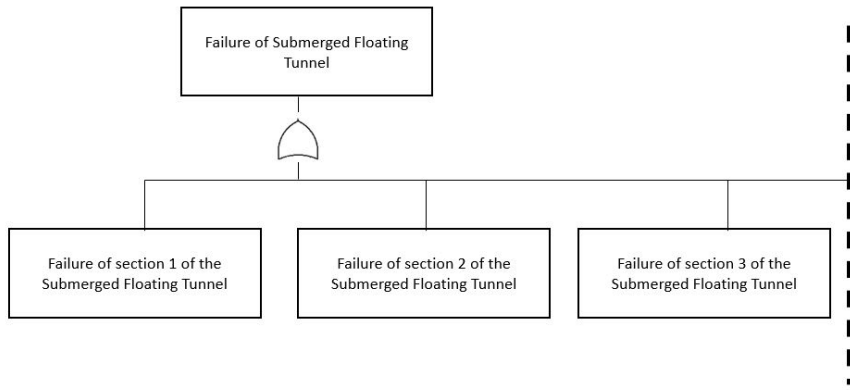 Failure of Submerged Floating
Tunnel
Failure of section 1 of the
Submerged Floating Tunnel
Failure of section 2 of the
Submerged Floating Tunnel
Failure of section 3 of the
Submerged Floating Tunnel